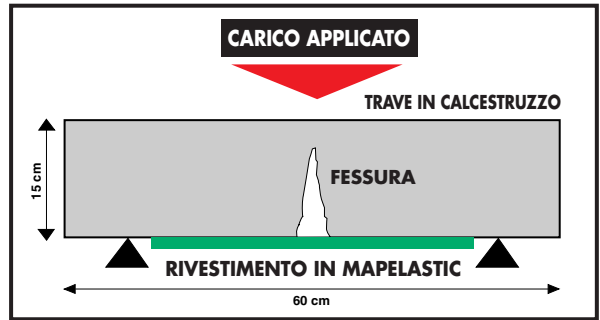 CARICO APPLICATO
TRAVE IN CALCESTRUZZO
15 cm
FESSURA
RIVESTIMENTO IN MAPELASTIC
60 cm